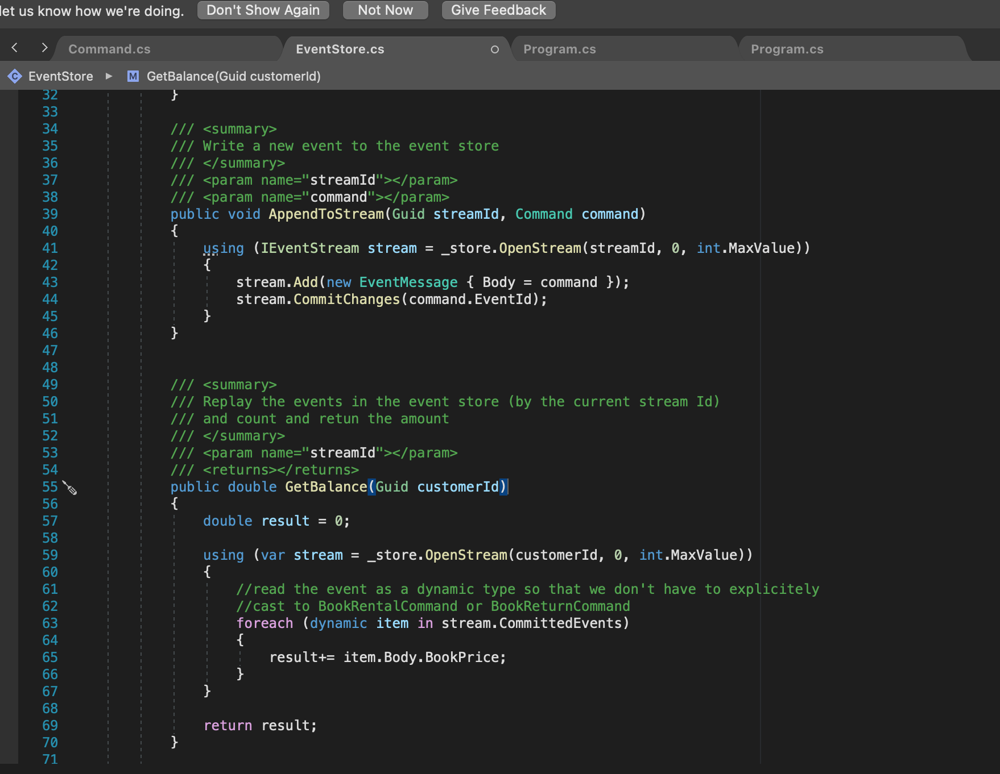 let us know how we're doing. Don't Show Again Not Now Give Feedback
Command.cs EventStore.cs Program.cs Program.cs
C EventStore M GetBalance(Guid customerId)
32 }
33
34 /// <summary>
35 /// Write a new event to the event store
36 /// </summary>
37 /// <param name="streamId"></param>
38 /// <param name="command"></param>
39 public void AppendToStream(Guid streamId, Command command)
40 {
41 using (IEventStream stream = _store.OpenStream(streamId, 0, int.MaxValue))
42 {
43 stream.Add(new EventMessage { Body = command });
44 stream.CommitChanges(command.EventId);
45 }
46 }
47
48
49 /// <summary>
50 /// Replay the events in the event store (by the current stream Id)
51 /// and count and retun the amount
52 /// </summary>
53 /// <param name="streamId"></param>
54 /// <returns></returns>
55 public double GetBalance(Guid customerId)
56 {
57 double result = 0;
58
59 using (var stream = _store.OpenStream(customerId, 0, int.MaxValue))
60 {
61 //read the event as a dynamic type so that we don't have to explicitely
62 //cast to BookRentalCommand or BookReturnCommand
63 foreach (dynamic item in stream.CommittedEvents)
64 {
65 result+= item.Body.BookPrice;
66 }
67 }
68
69 return result;
70 }
71